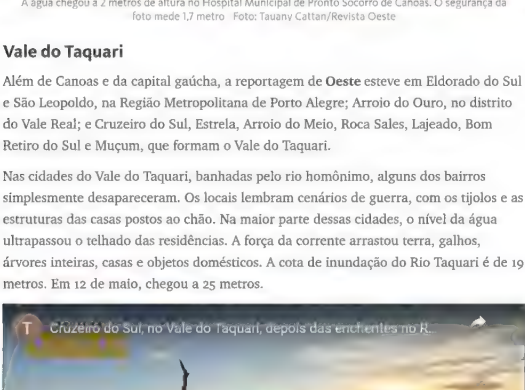 A água chegou a 2 metros de altura no Hospital Municipal de Pronto Socorro de Canoas. O segurança da
foto mede 1,7 metro Foto: Tauany Cattan/Revista Oeste
Vale do Taquari
Além de Canoas e da capital gaúcha, a reportagem de Oeste esteve em Eldorado do Sul
e São Leopoldo, na Região Metropolitana de Porto Alegre; Arroio do Ouro, no distrito
do Vale Real; e Cruzeiro do Sul, Estrela, Arroio do Meio, Roca Sales, Lajeado, Bom
Retiro do Sul e Muçum, que formam o Vale do Taquari.
Nas cidades do Vale do Taquari, banhadas pelo rio homônimo, alguns dos bairros
simplesmente desapareceram. Os locais lembram cenários de guerra, com os tijolos e as
estruturas das casas postos ao chão. Na maior parte dessas cidades, o nível da água
ultrapassou o telhado das residências. A força da corrente arrastou terra, galhos,
árvores inteiras, casas e objetos domésticos. A cota de inundação do Rio Taquari é de 19
metros. Em 12 de maio, chegou a 25 metros.
T Cruzeiro do Sul, no Vale do Taquari, depois das enchentes no R...